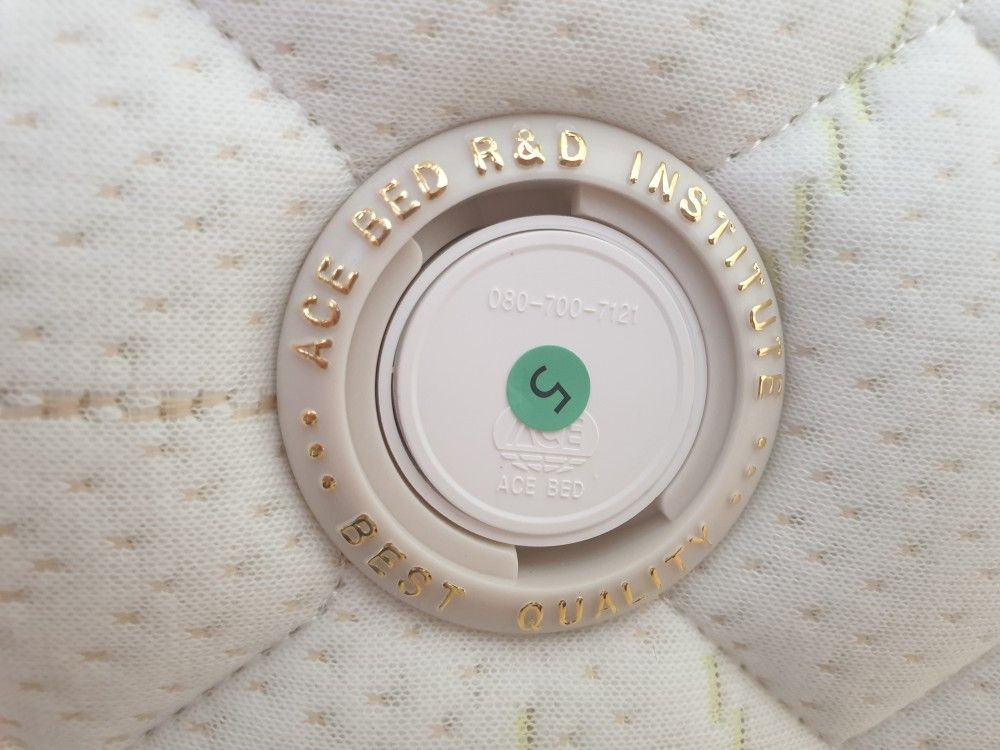 ACE BED R&D INSTITUTE
BEST QUALITY
080-700-7121
5
ACE
ACE BED